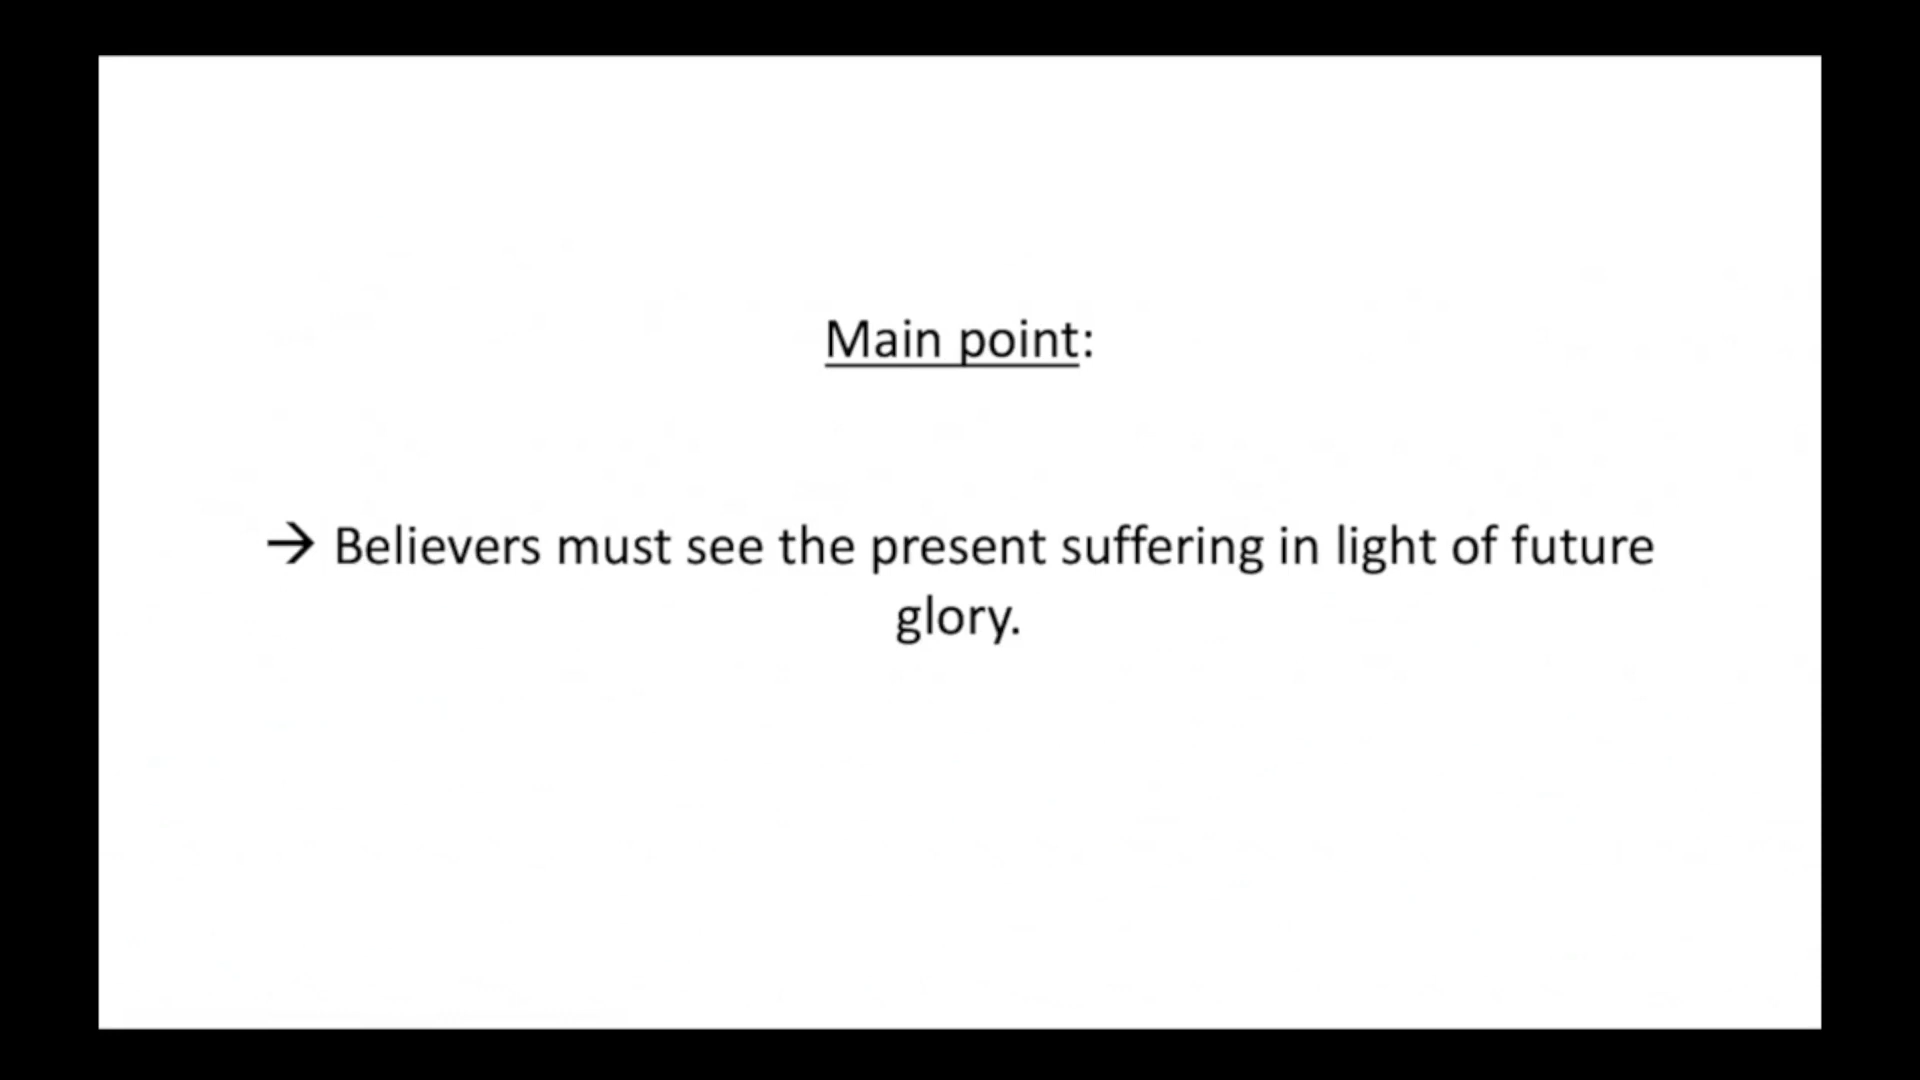 Main point:
→ Believers must see the present suffering in light of future
glory.